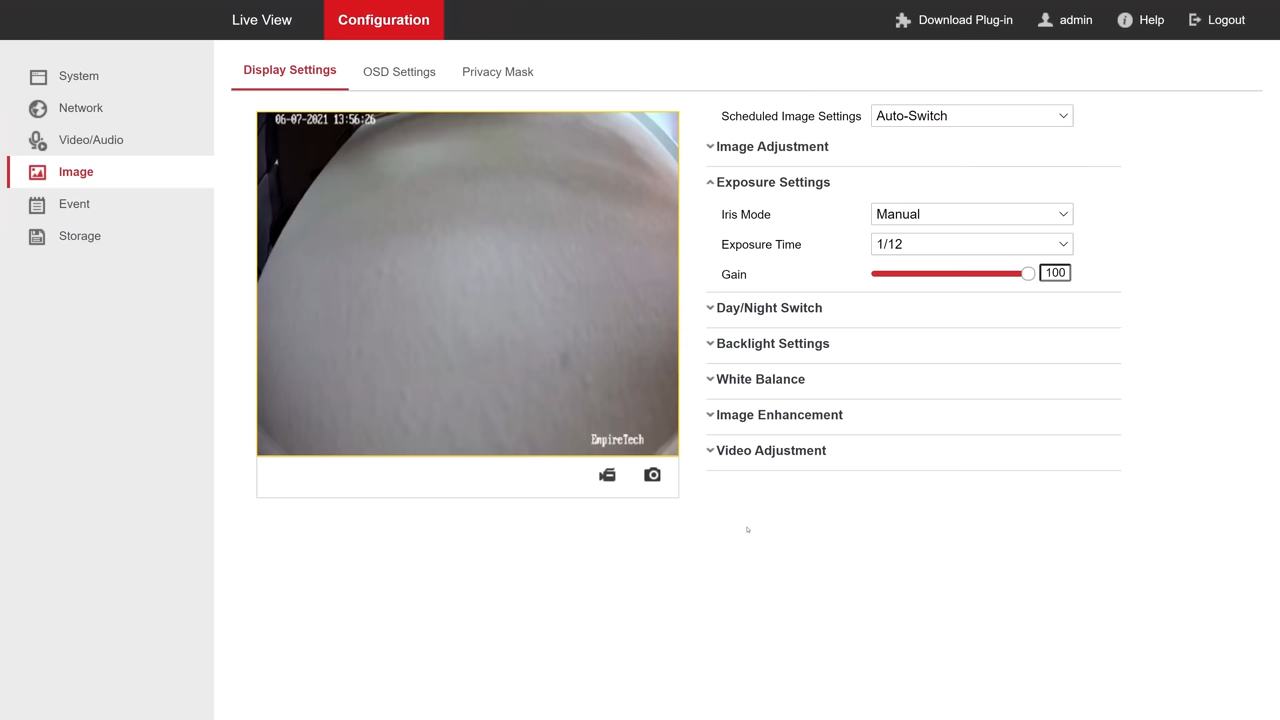 Live View
Configuration
Download Plug-in
admin
Help
Logout
System
Network
Video/Audio
Image
Event
Storage
Display Settings
OSD Settings
Privacy Mask
06-07-2021 13:56:26
EmpireTech
Scheduled Image Settings
Auto-Switch
Image Adjustment
Exposure Settings
Iris Mode
Manual
Exposure Time
1/12
Gain
100
Day/Night Switch
Backlight Settings
White Balance
Image Enhancement
Video Adjustment